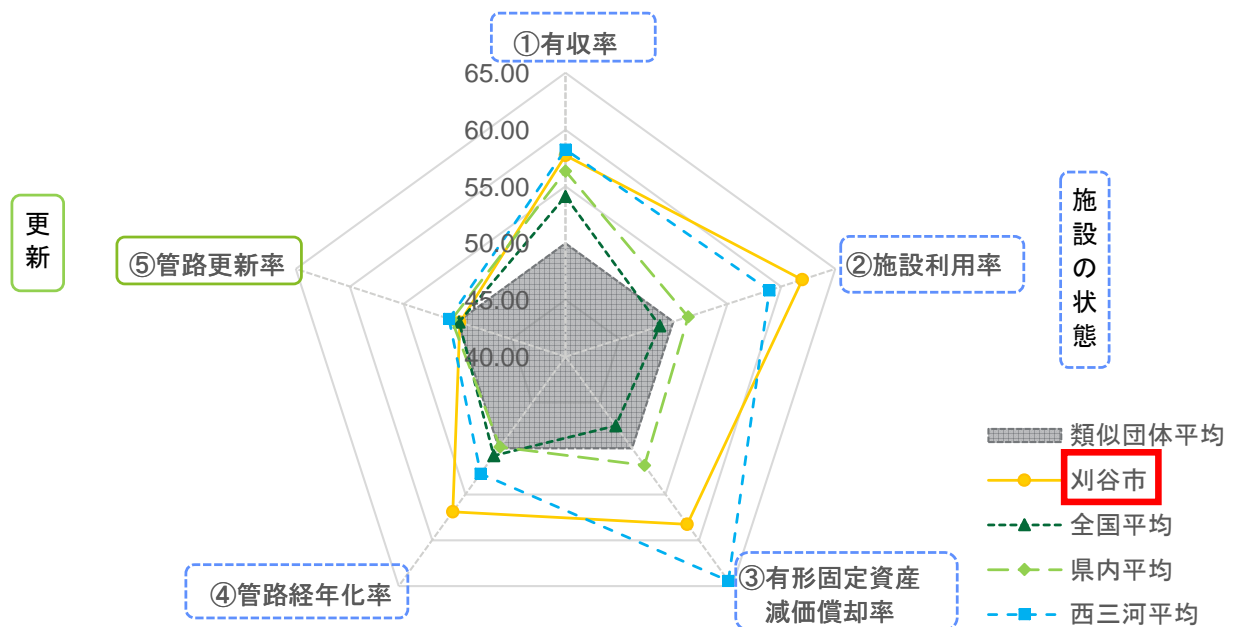 ①有収率
65.00
60.00
55.00
50.00
45.00
40.00
更新
⑤管路更新率
②施設利用率
施設の状態
④管路経年化率
③有形固定資産
減価償却率
類似団体平均
刈谷市
全国平均
県内平均
西三河平均